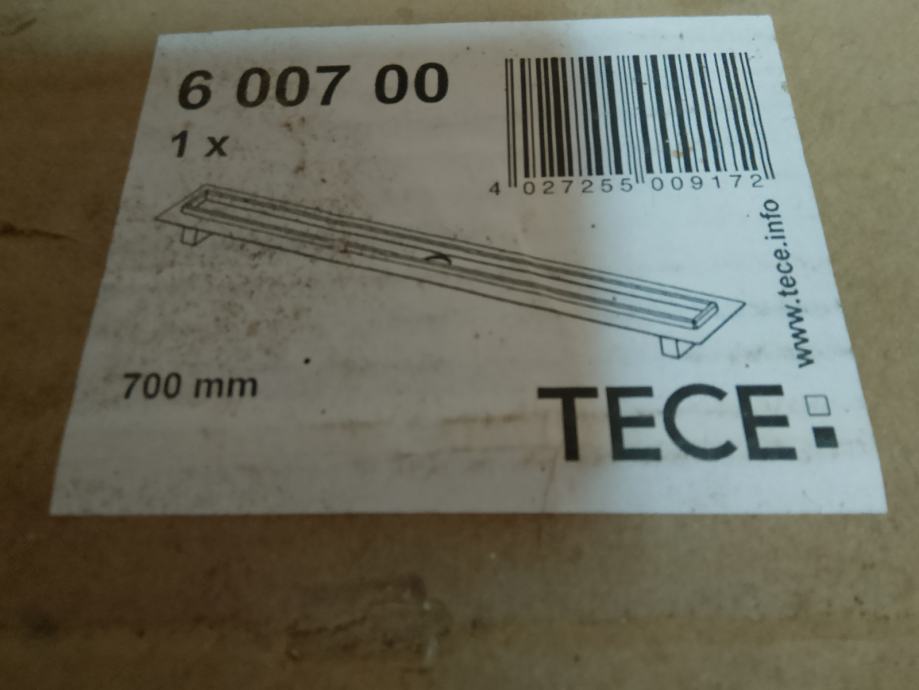 6 007 00
1 x
4 027255 009172
www.tece.info
700 mm
TECE